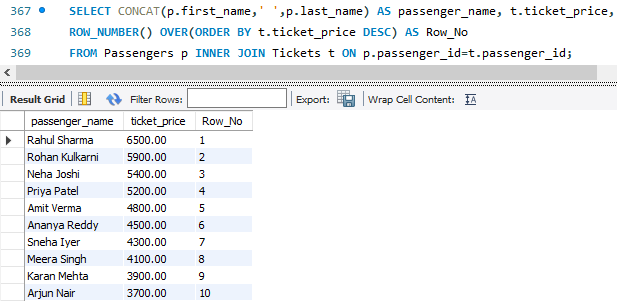 367 SELECT CONCAT(p.first_name,' ',p.last_name) AS passenger_name, t.ticket_price,
368 ROW_NUMBER() OVER(ORDER BY t.ticket_price DESC) AS Row_No
369 FROM Passengers p INNER JOIN Tickets t ON p.passenger_id=t.passenger_id;
Result Grid Filter Rows: Export: Wrap Cell Content:
passenger_name ticket_price Row_No
Rahul Sharma 6500.00 1
Rohan Kulkarni 5900.00 2
Neha Joshi 5400.00 3
Priya Patel 5200.00 4
Amit Verma 4800.00 5
Ananya Reddy 4500.00 6
Sneha Iyer 4300.00 7
Meera Singh 4100.00 8
Karan Mehta 3900.00 9
Arjun Nair 3700.00 10